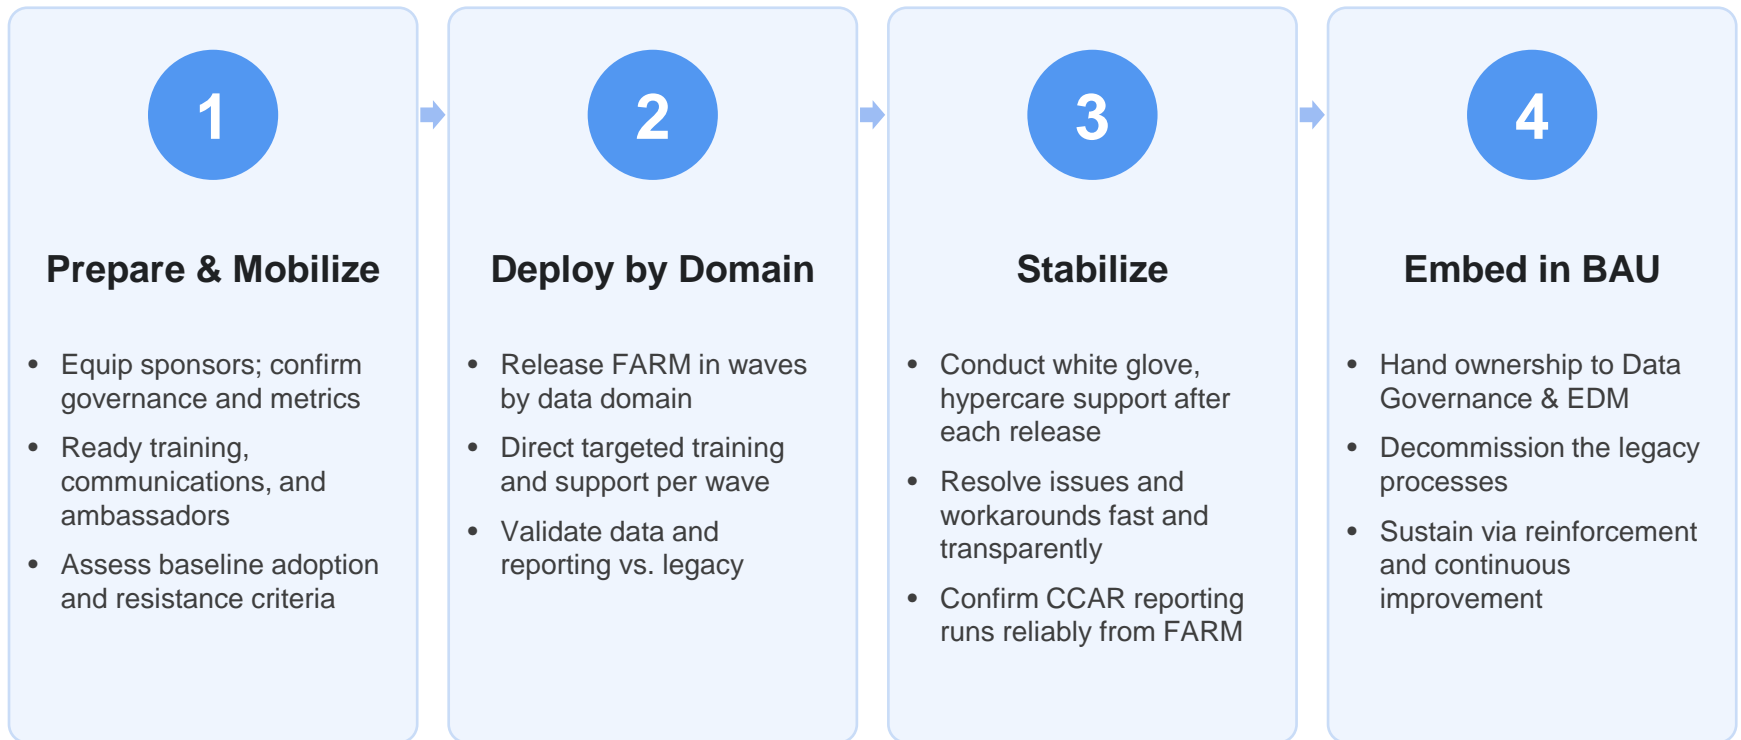 1
Prepare & Mobilize
• Equip sponsors; confirm
governance and metrics
• Ready training,
communications, and
ambassadors
• Assess baseline adoption
and resistance criteria
2
Deploy by Domain
• Release FARM in waves
by data domain
• Direct targeted training
and support per wave
• Validate data and
reporting vs. legacy
3
Stabilize
• Conduct white glove,
hypercare support after
each release
• Resolve issues and
workarounds fast and
transparently
• Confirm CCAR reporting
runs reliably from FARM
4
Embed in BAU
• Hand ownership to Data
Governance & EDM
• Decommission the legacy
processes
• Sustain via reinforcement
and continuous
improvement